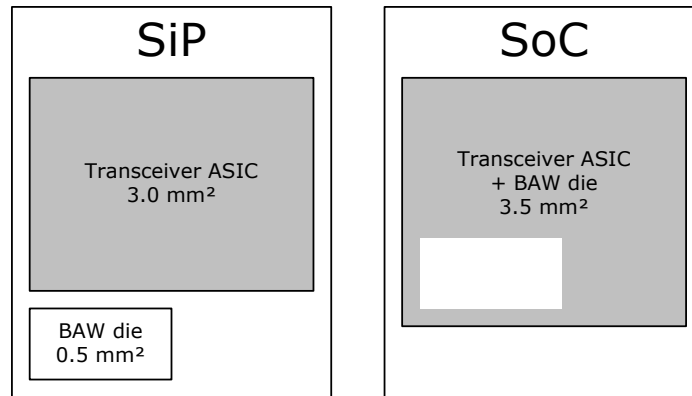 SiP
Transceiver ASIC
3.0 mm²
BAW die
0.5 mm²
SoC
Transceiver ASIC
+ BAW die
3.5 mm²